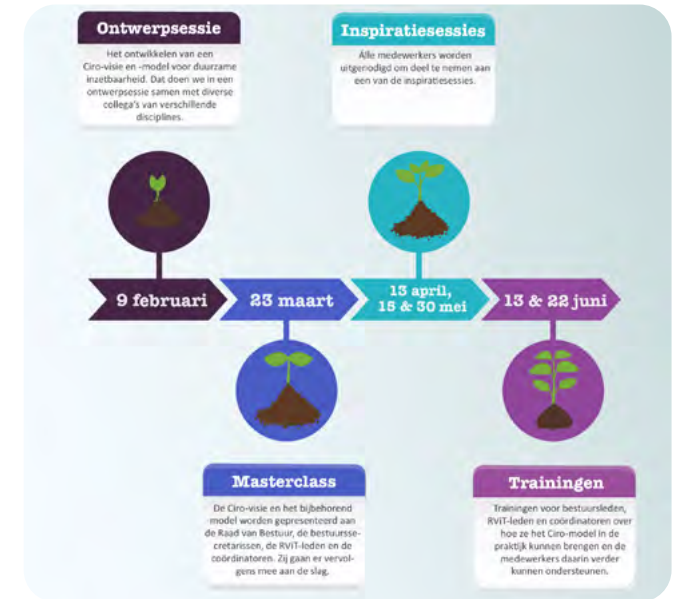 Ontwerpsessie
Het ontwikkelen van een
Ciro-visie en -model voor duurzame
inzetbaarheid. Dat doen we in een
ontwerpsessie samen met diverse
collega's van verschillende
disciplines.
Inspiratiesessies
Alle medewerkers worden
uitgenodigd om deel te nemen aan
een van de inspiratiesessies.
9 februari
23 maart
13 april,
15 & 30 mei
13 & 22 juni
Masterclass
De Ciro-visie en het bijbehorend
model worden gepresenteerd aan
de Raad van Bestuur, de bestuursse-
cretarissen, de RViT-leden en de
coördinatoren. Zij gaan er vervol-
gens mee aan de slag.
Trainingen
Trainingen voor bestuursleden,
RViT-leden en coördinatoren over
hoe ze het Ciro-model in de
praktijk kunnen brengen en de
medewerkers daarin verder
kunnen ondersteunen.